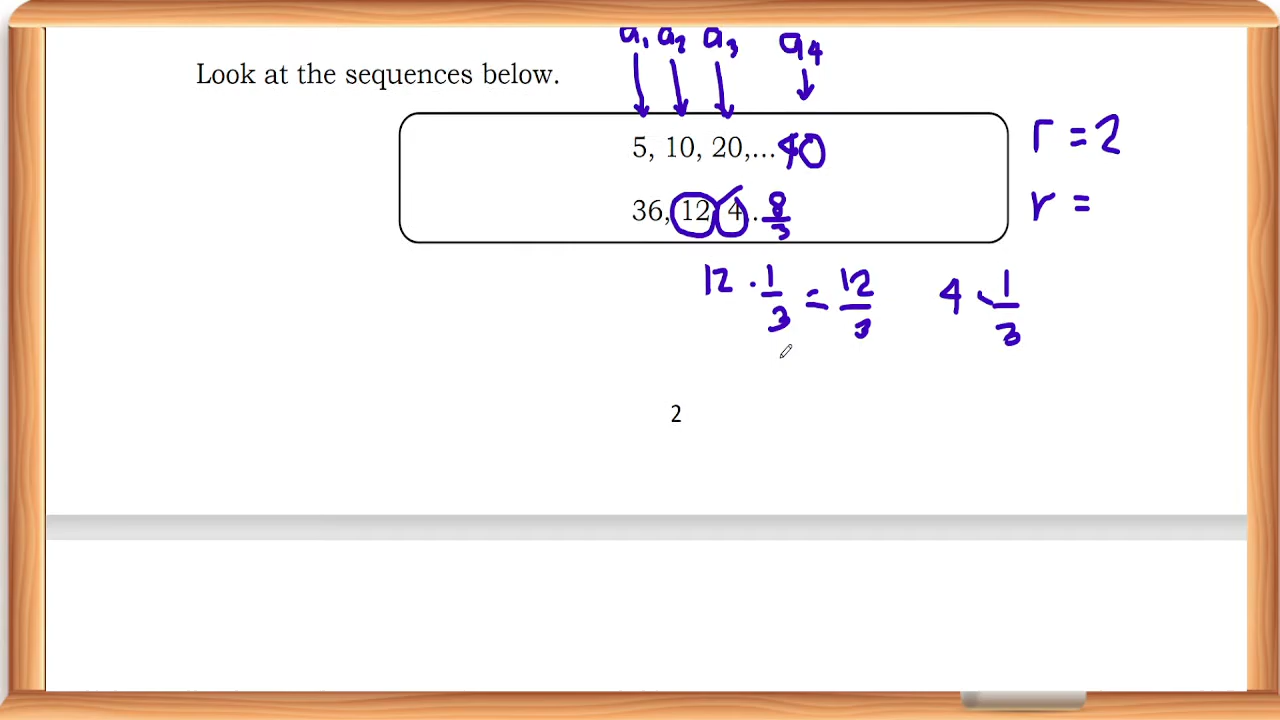 a₁ a₂ a₃ a₄
Look at the sequences below.
5, 10, 20,... 40
r = 2
36, 12, 4... 8/3
r =
12 · 1/3 = 12/3
4 · 1/3
2